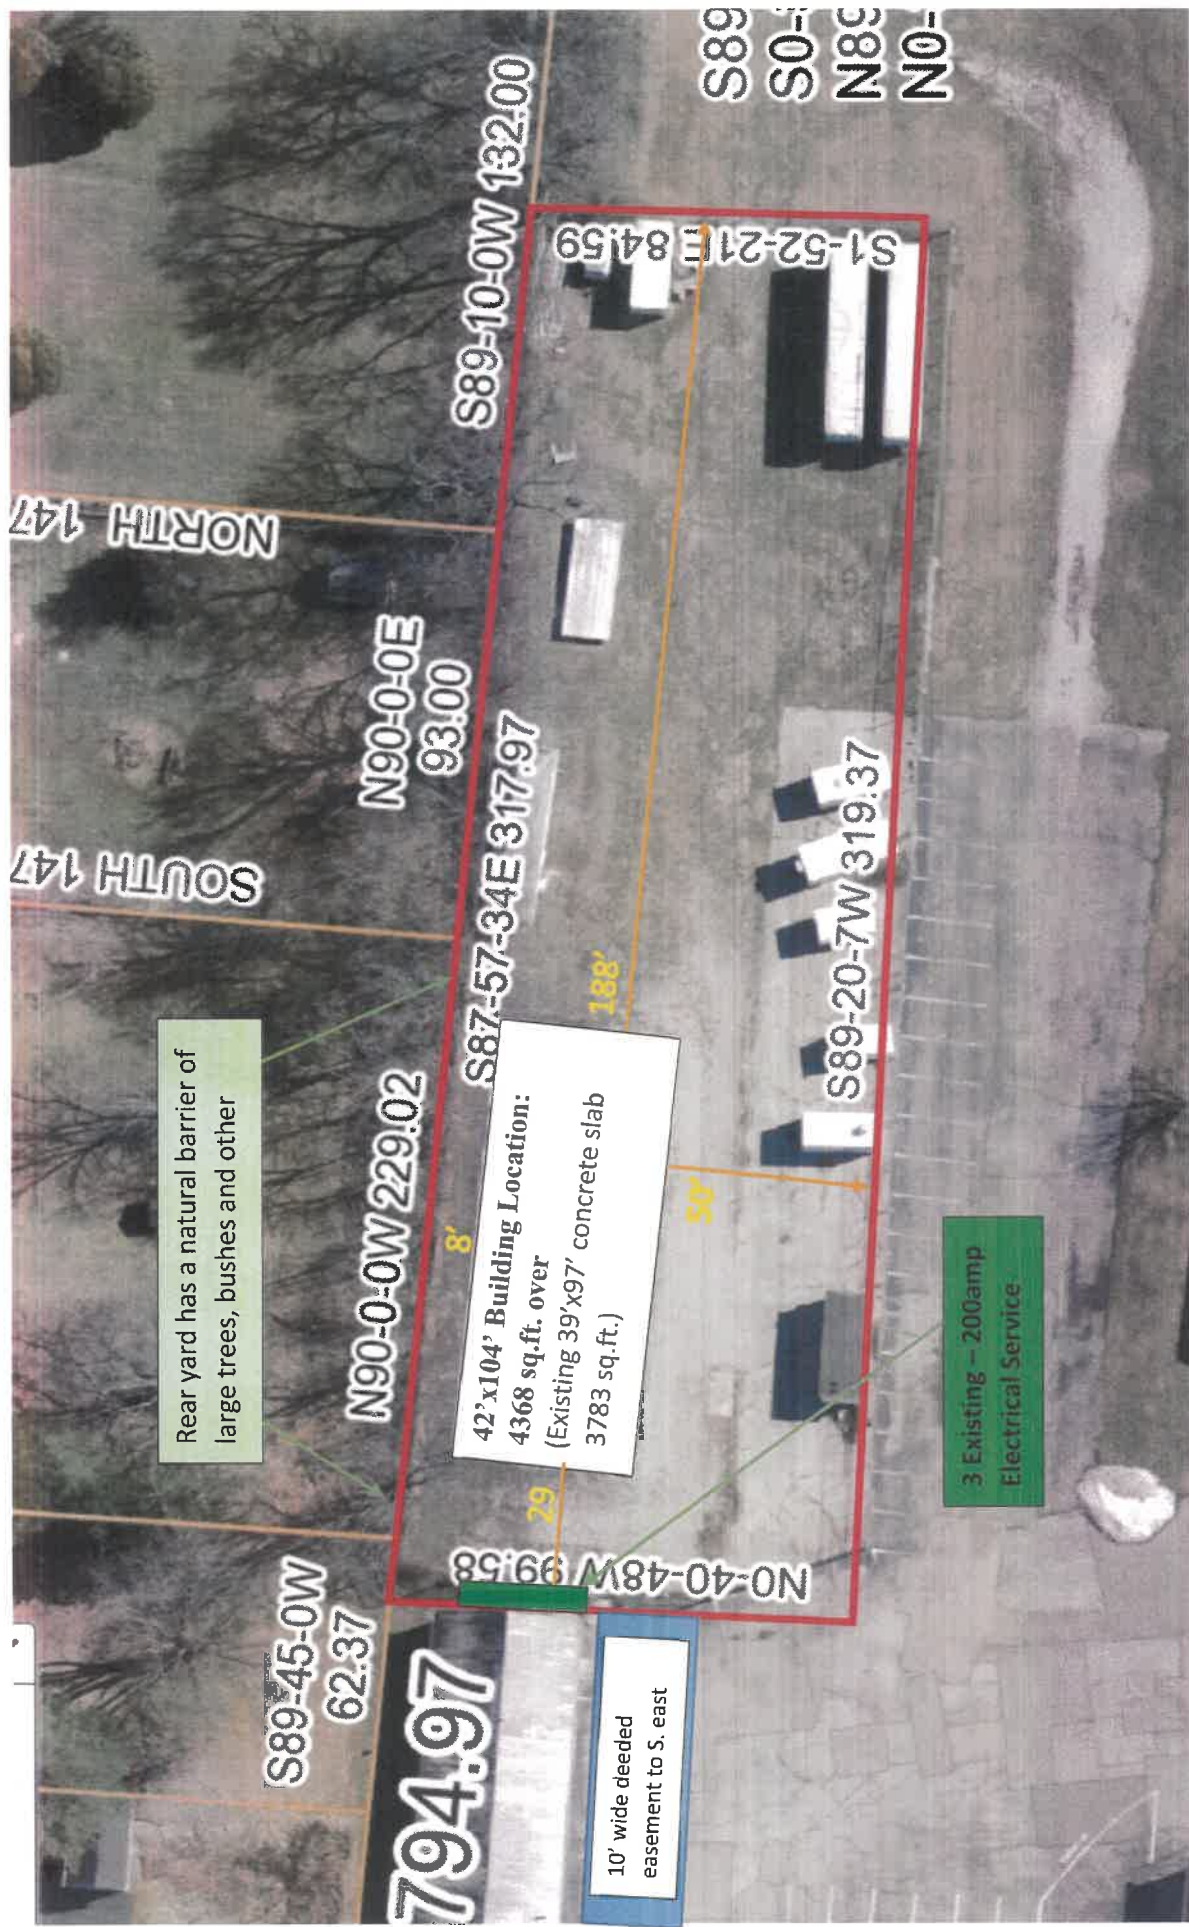 S89-45-0W
62.37
794.97
10' wide deeded
easement to S. east
Rear yard has a natural barrier of
large trees, bushes and other
SOUTH 147
NORTH 147
N90-0-0W 229.02
N90-0-0E
93.00
S89-10-0W 132.00
S87-57-34E 317.97
8'
42'x104' Building Location:
4368 sq.ft. over
(Existing 39'x97' concrete slab
3783 sq.ft.)
29
188'
50'
N0-40-48W 99.58
S1-52-21E 84.59
S89-20-7W 319.37
3 Existing – 200amp
Electrical Service
S89
S0-
N89
N0-